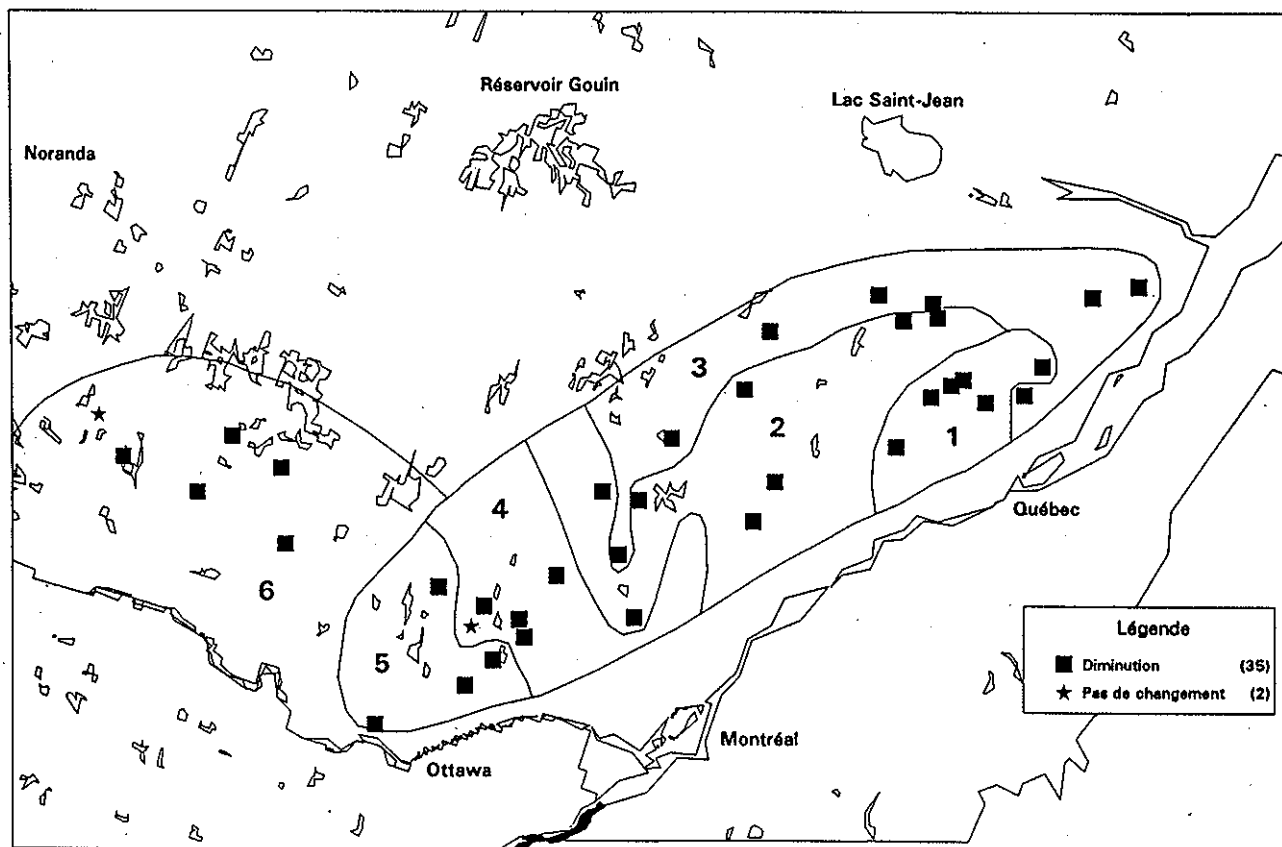 Réservoir Gouin
Lac Saint-Jean
Noranda
3
2
1
4
Québec
6
5
Légende
Diminution (35)
Pas de changement (2)
Montréal
Ottawa